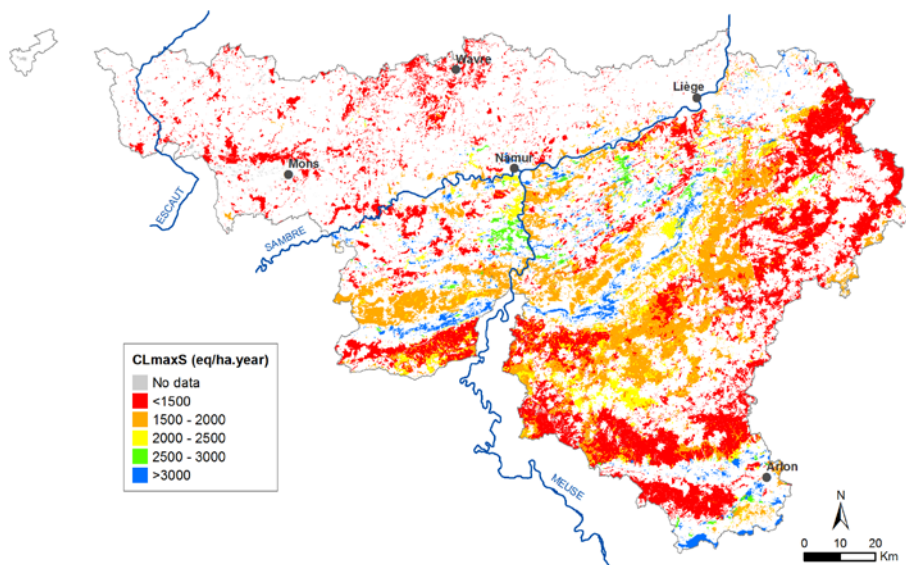 Wavre
Liège
Namur
Mons
ESCAUT
SAMBRE
CLmaxS (eq/ha.year)
No data
<1500
1500 - 2000
2000 - 2500
2500 - 3000
>3000
MEUSE
Arlon
N
0 10 20
Km